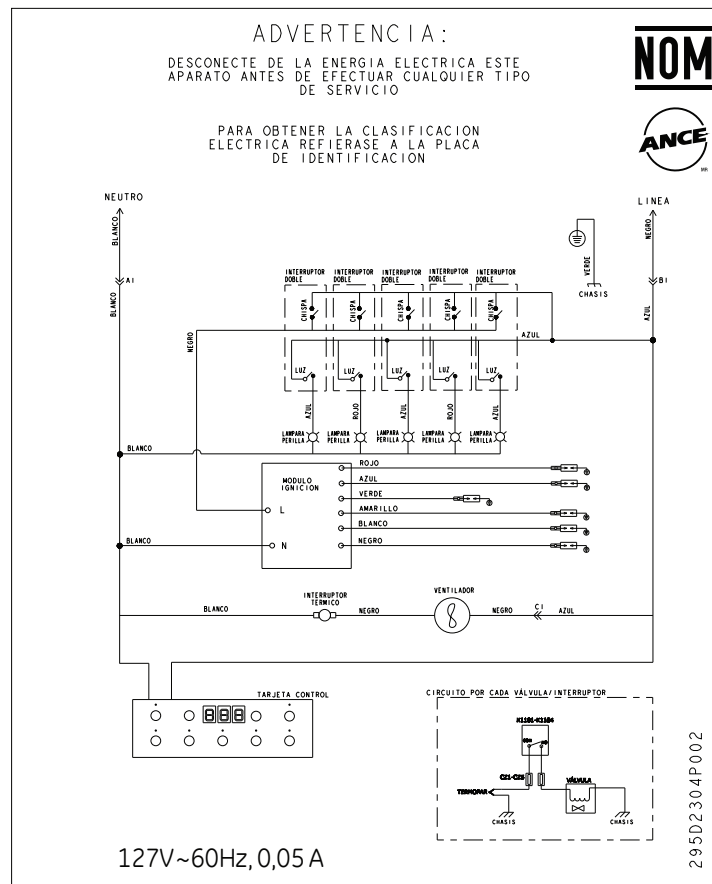 ADVERTENCIA:
DESCONECTE DE LA ENERGIA ELECTRICA ESTE
APARATO ANTES DE EFECTUAR CUALQUIER TIPO
DE SERVICIO
NOM
PARA OBTENER LA CLASIFICACION
ELECTRICA REFIERASE A LA PLACA
DE IDENTIFICACION
ANCE
MR
NEUTRO
LINEA
BLANCO
NEGRO
VERDE
CHASIS
A1
B1
BLANCO
AZUL
INTERRUPTOR DOBLE
INTERRUPTOR DOBLE
INTERRUPTOR DOBLE
INTERRUPTOR DOBLE
INTERRUPTOR DOBLE
CHISPA
CHISPA
CHISPA
CHISPA
CHISPA
NEGRO
AZUL
LUZ
LUZ
LUZ
LUZ
LUZ
AZUL
ROJO
AZUL
ROJO
AZUL
LAMPARA PERILLA
LAMPARA PERILLA
LAMPARA PERILLA
LAMPARA PERILLA
LAMPARA PERILLA
BLANCO
MODULO
IGNICION
L
N
ROJO
AZUL
VERDE
AMARILLO
BLANCO
NEGRO
BLANCO
BLANCO
INTERRUPTOR
TERMICO
NEGRO
VENTILADOR
NEGRO
C1
AZUL
TARJETA CONTROL
888
CIRCUITO POR CADA VÁLVULA/INTERRUPTOR
COM
NO
TERMOPAR
VÁLVULA
CHASIS
CHASIS
127V~60Hz, 0,05 A
295D2304P002